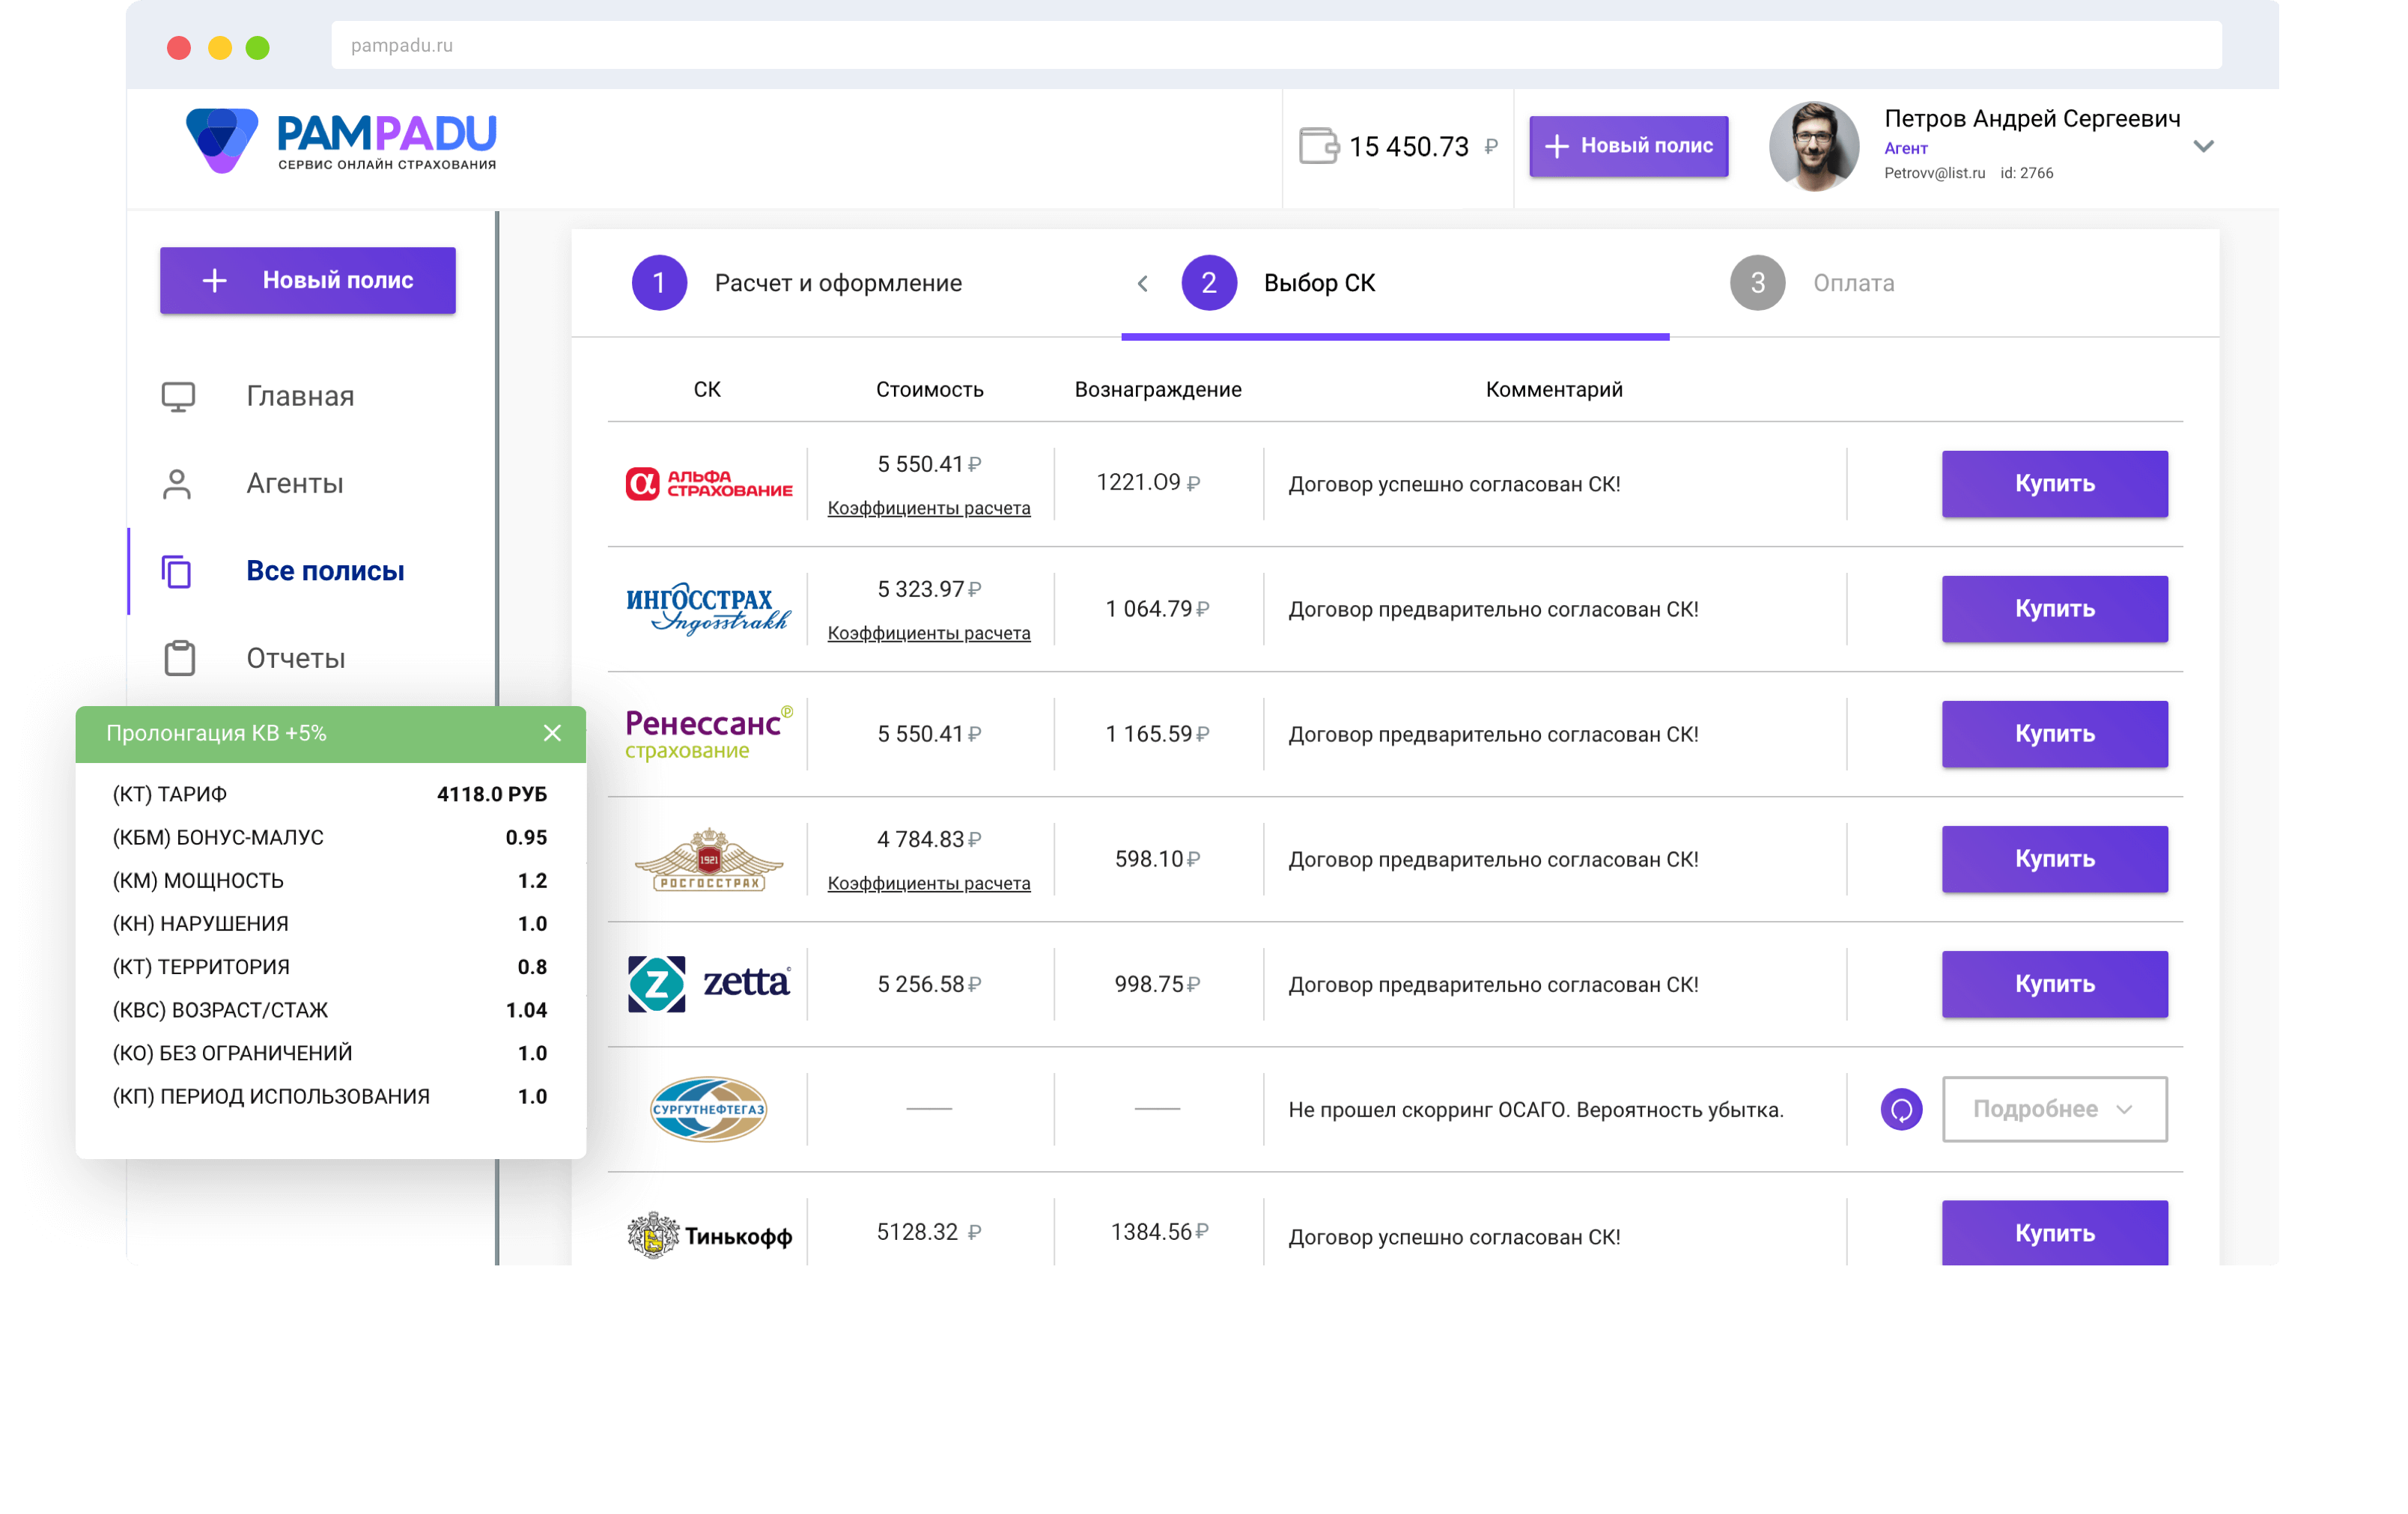 pampadu.ru
PAMPADU
СЕРВИС ОНЛАЙН СТРАХОВАНИЯ
15 450.73 ₽
Новый полис
Петров Андрей Сергеевич
Агент
Petrovv@list.ru id: 2766
Новый полис
Главная
Агенты
Все полисы
Отчеты
1 Расчет и оформление
2 Выбор СК
3 Оплата
СК Стоимость Вознаграждение Комментарий
АЛЬФА
СТРАХОВАНИЕ
5 550.41 ₽
Коэффициенты расчета
1221.O9 ₽
Договор успешно согласован СК!
Купить
ИНГОССТРАХ
Ingosstrakh
5 323.97 ₽
Коэффициенты расчета
1 064.79 ₽
Договор предварительно согласован СК!
Купить
Ренессанс
страхование
5 550.41 ₽
1 165.59 ₽
Договор предварительно согласован СК!
Купить
1921
РОСГОССТРАХ
4 784.83 ₽
Коэффициенты расчета
598.10 ₽
Договор предварительно согласован СК!
Купить
Z zetta
5 256.58 ₽
998.75 ₽
Договор предварительно согласован СК!
Купить
СУРГУТНЕФТЕГАЗ
Не прошел скорринг ОСАГО. Вероятность убытка.
Подробнее
Тинькофф
5128.32 ₽
1384.56 ₽
Договор успешно согласован СК!
Купить
Пролонгация КВ +5%
(КТ) ТАРИФ 4118.0 РУБ
(КБМ) БОНУС-МАЛУС 0.95
(КМ) МОЩНОСТЬ 1.2
(КН) НАРУШЕНИЯ 1.0
(КТ) ТЕРРИТОРИЯ 0.8
(КВС) ВОЗРАСТ/СТАЖ 1.04
(КО) БЕЗ ОГРАНИЧЕНИЙ 1.0
(КП) ПЕРИОД ИСПОЛЬЗОВАНИЯ 1.0